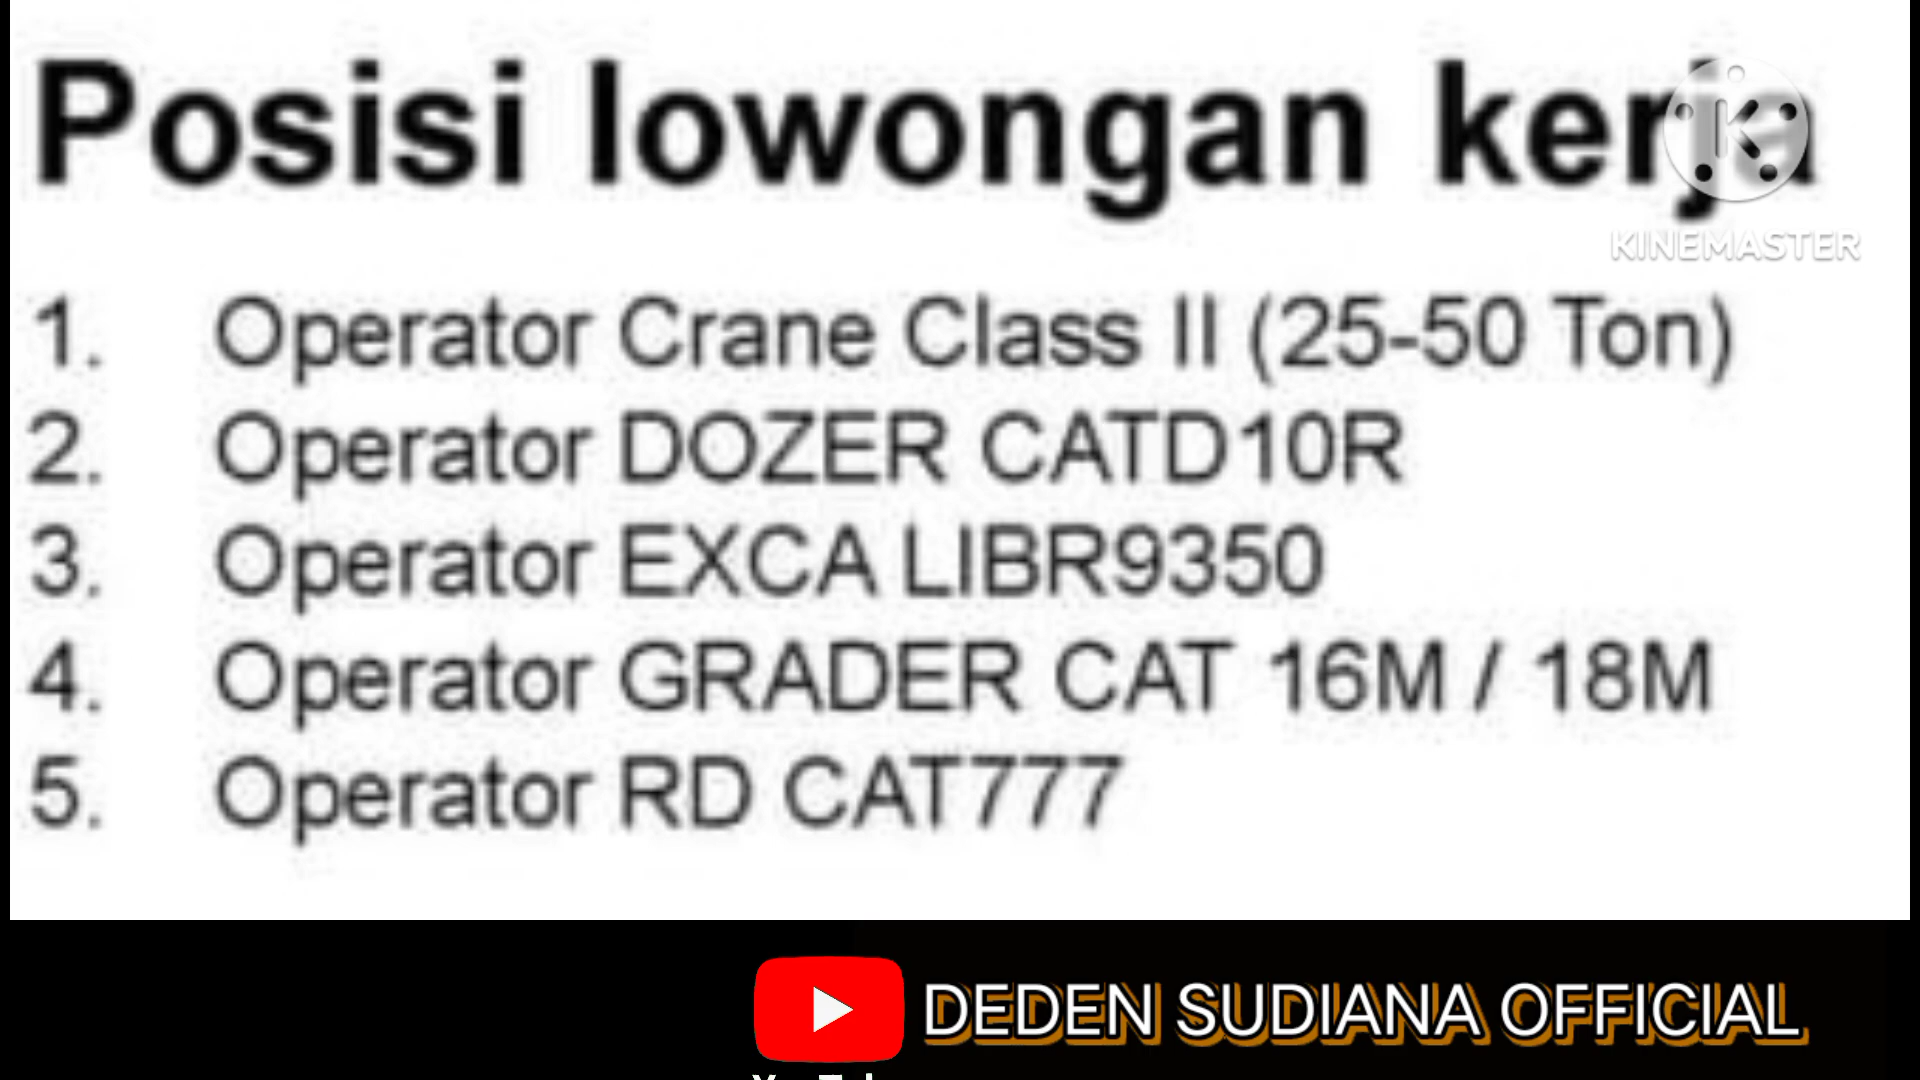 Posisi lowongan kerja
KINEMASTER
1. Operator Crane Class II (25-50 Ton)
2. Operator DOZER CATD10R
3. Operator EXCA LIBR9350
4. Operator GRADER CAT 16M / 18M
5. Operator RD CAT777
DEDEN SUDIANA OFFICIAL